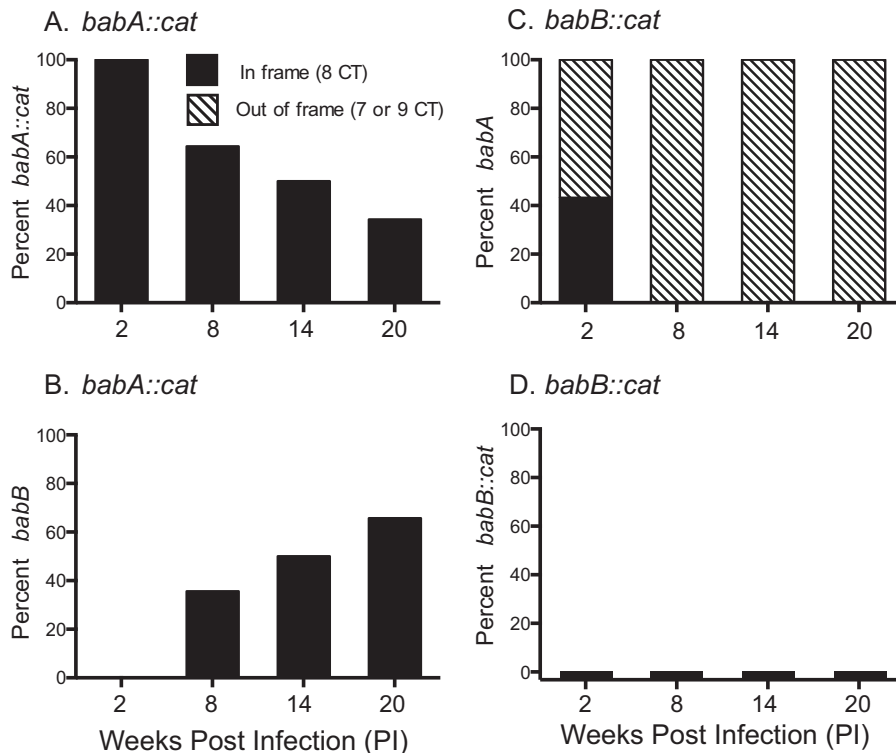 A. babA::cat
Percent babA::cat
100
80
60
40
20
0
2 8 14 20
In frame (8 CT)
Out of frame (7 or 9 CT)
C. babB::cat
Percent babA
100
80
60
40
20
0
2 8 14 20
B. babA::cat
Percent babB
100
80
60
40
20
0
2 8 14 20
Weeks Post Infection (PI)
D. babB::cat
Percent babB::cat
100
80
60
40
20
0
2 8 14 20
Weeks Post Infection (PI)